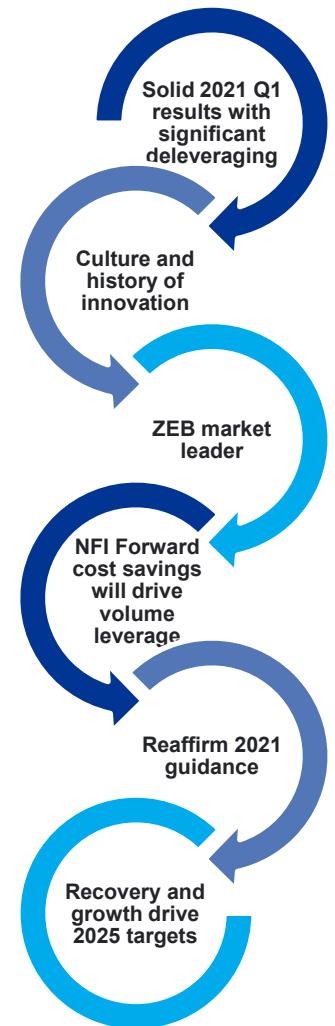 Solid 2021 Q1
results with
significant
deleveraging
Culture and
history of
innovation
ZEB market
leader
NFI Forward
cost savings
will drive
volume
leverage
Reaffirm 2021
guidance
Recovery and
growth drive
2025 targets